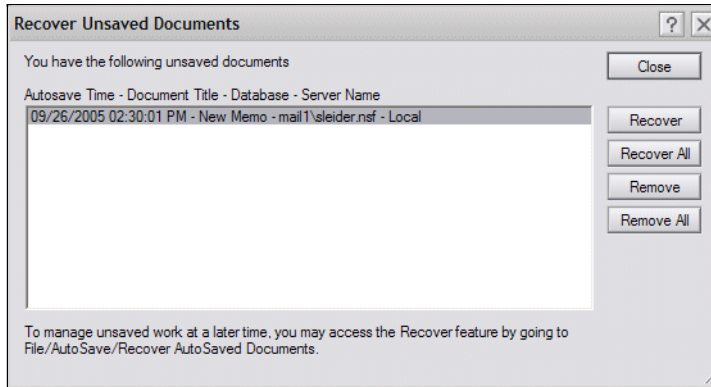 Recover Unsaved Documents
You have the following unsaved documents
Close
Autosave Time - Document Title - Database - Server Name
09/26/2005 02:30:01 PM - New Memo - mail1\sleider.nsf - Local
Recover
Recover All
Remove
Remove All
To manage unsaved work at a later time, you may access the Recover feature by going to
File/AutoSave/Recover AutoSaved Documents.